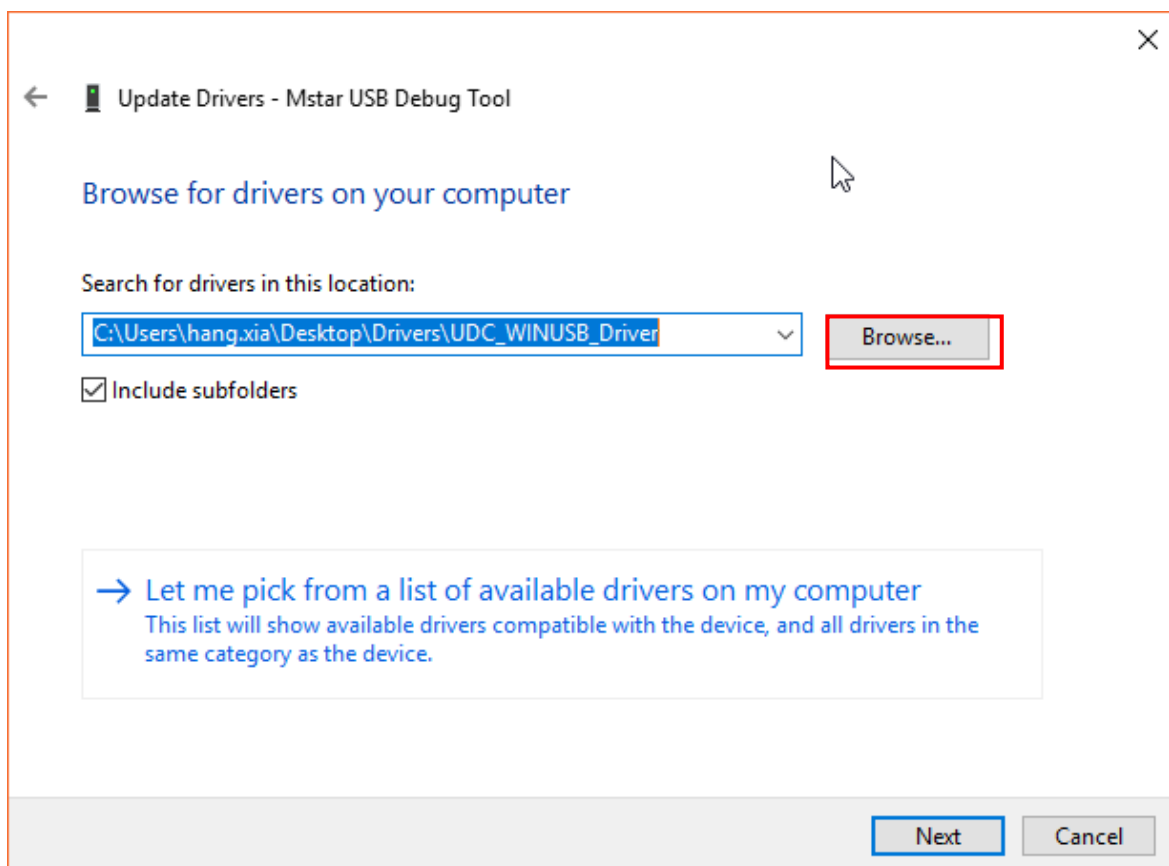 Update Drivers - Mstar USB Debug Tool
Browse for drivers on your computer
Search for drivers in this location:
C:\Users\hang.xia\Desktop\Drivers\UDC_WINUSB_Driver
Browse...
Include subfolders
Let me pick from a list of available drivers on my computer
This list will show available drivers compatible with the device, and all drivers in the
same category as the device.
Next
Cancel